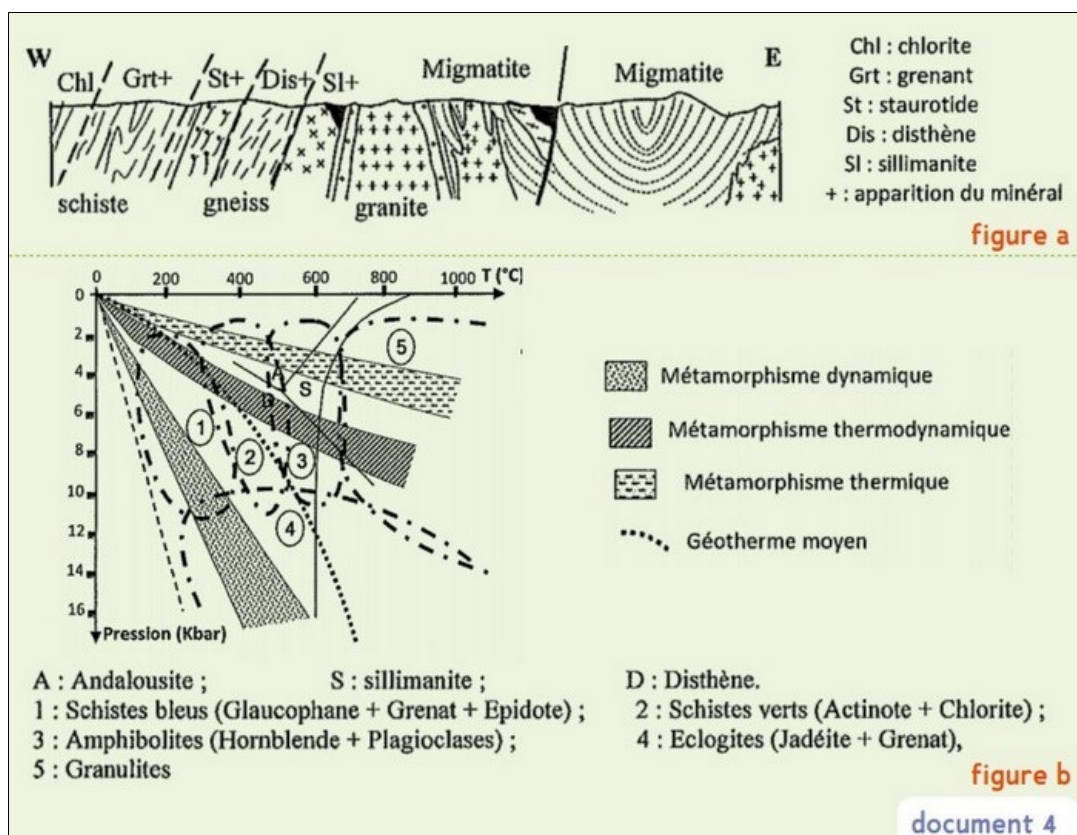 W Chl Grt+ St+ Dis+ Sl+ Migmatite Migmatite E
schiste gneiss granite
Chl : chlorite
Grt : grenant
St : staurotide
Dis : disthène
Sl : sillimanite
+ : apparition du minéral
figure a
0 200 400 600 800 1000 T (°C)
0
2
4
6
8
10
12
14
16
Pression (Kbar)
A
S
D
1
2
3
4
5
Métamorphisme dynamique
Métamorphisme thermodynamique
Métamorphisme thermique
Géotherme moyen
A : Andalousite ; S : sillimanite ; D : Disthène.
1 : Schistes bleus (Glaucophane + Grenat + Epidote) ; 2 : Schistes verts (Actinote + Chlorite) ;
3 : Amphibolites (Hornblende + Plagioclases) ; 4 : Eclogites (Jadéite + Grenat),
5 : Granulites
figure b
document 4